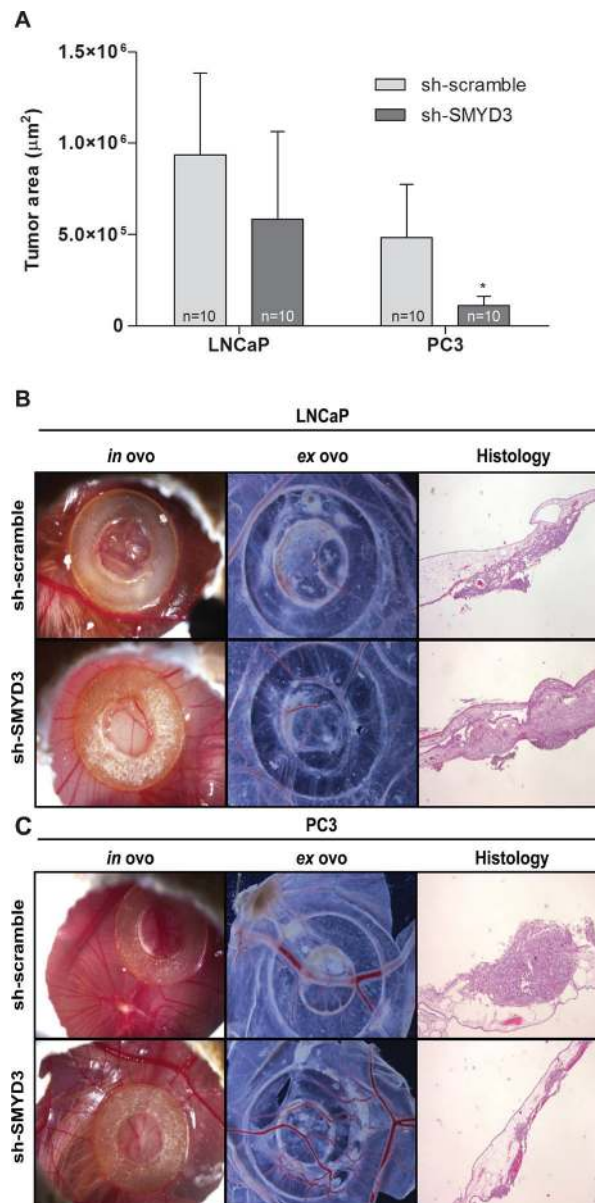 A
1.5×10⁶
1.0×10⁶
5.0×10⁵
0
Tumor area (μm²)
sh-scramble
sh-SMYD3
*
n=10 n=10 n=10 n=10
LNCaP PC3
B
LNCaP
in ovo ex ovo Histology
sh-scramble
sh-SMYD3
C
PC3
in ovo ex ovo Histology
sh-scramble
sh-SMYD3